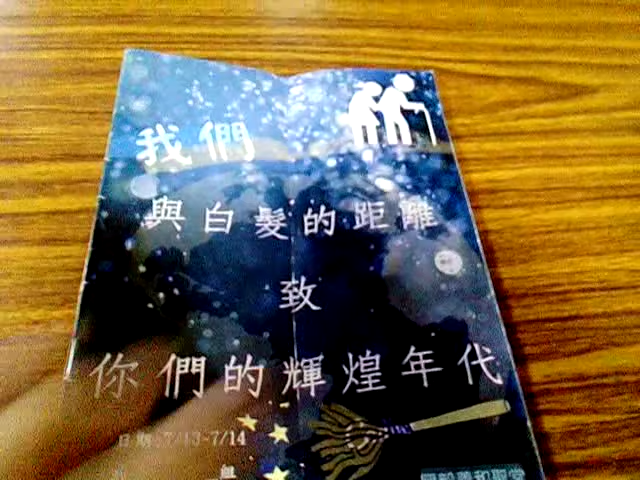 我們
與白髮的距離
致
你們的輝煌年代
日期:7/13~7/14
組